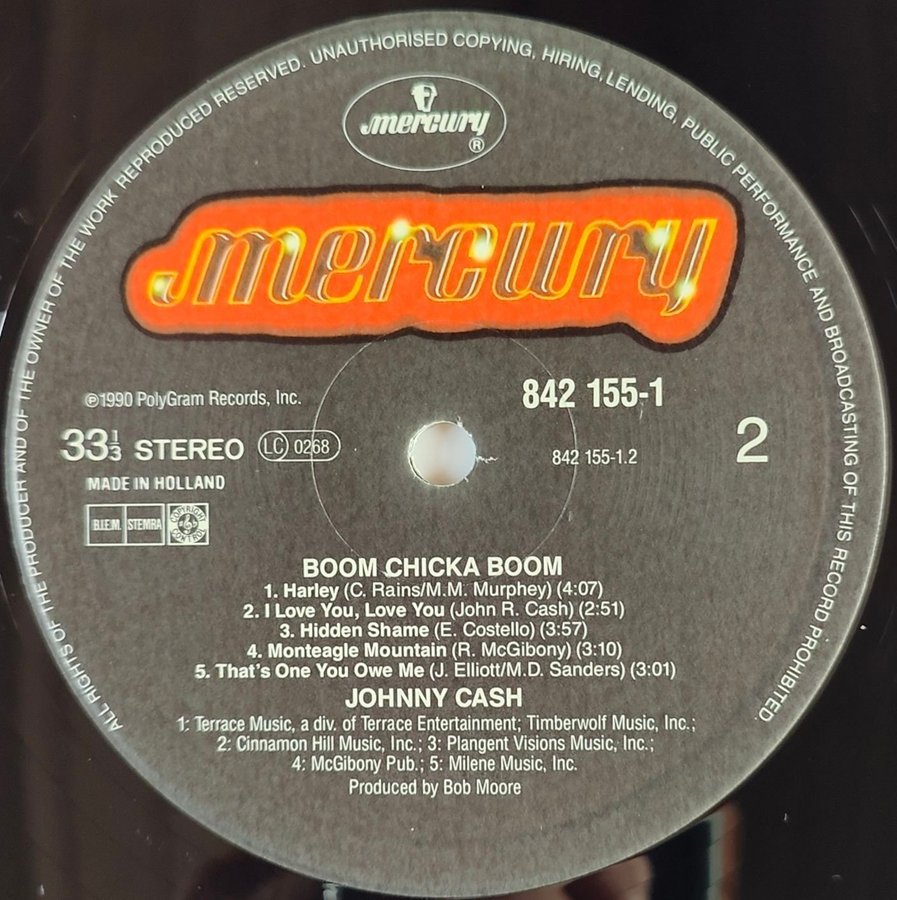 ALL RIGHTS OF THE PRODUCER AND OF THE OWNER OF THE WORK REPRODUCED RESERVED. UNAUTHORISED COPYING, HIRING, LENDING, PUBLIC PERFORMANCE AND BROADCASTING OF THIS RECORD PROHIBITED.
mercury
®
mercury
℗1990 PolyGram Records, Inc.
842 155-1
33⅓ STEREO
LC 0268
842 155-1.2
2
MADE IN HOLLAND
B.I.E.M. STEMRA COPYRIGHT CONTROL
BOOM CHICKA BOOM
1. Harley (C. Rains/M.M. Murphey) (4:07)
2. I Love You, Love You (John R. Cash) (2:51)
3. Hidden Shame (E. Costello) (3:57)
4. Monteagle Mountain (R. McGibony) (3:10)
5. That's One You Owe Me (J. Elliott/M.D. Sanders) (3:01)
JOHNNY CASH
1: Terrace Music, a div. of Terrace Entertainment; Timberwolf Music, Inc.;
2: Cinnamon Hill Music, Inc.; 3: Plangent Visions Music, Inc.;
4: McGibony Pub.; 5: Milene Music, Inc.
Produced by Bob Moore